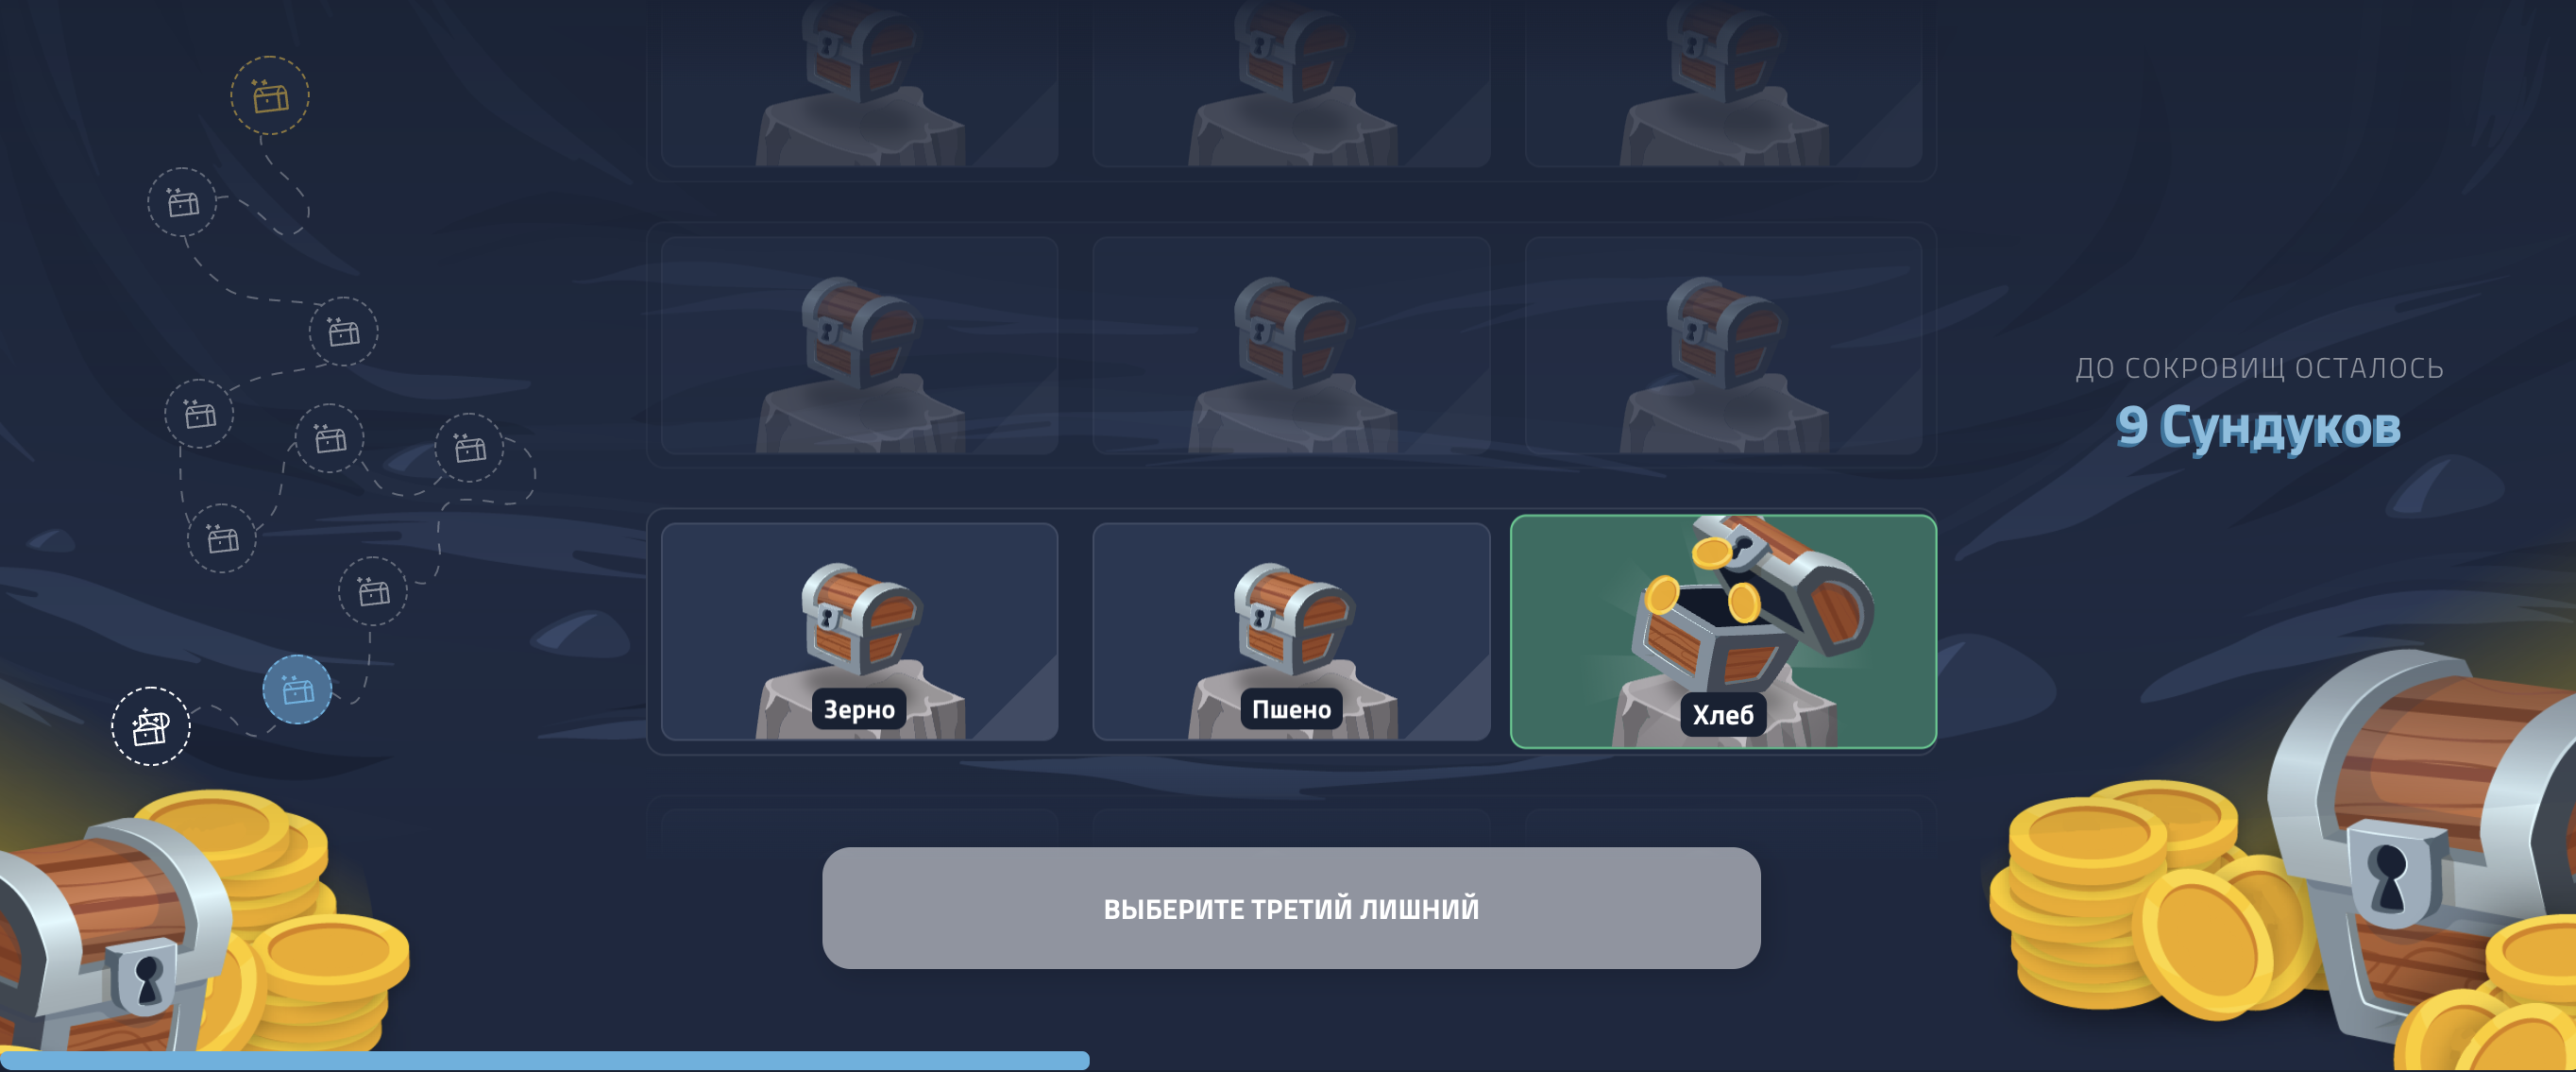 ДО СОКРОВИЩ ОСТАЛОСЬ
9 Сундуков
Зерно
Пшено
Хлеб
ВЫБЕРИТЕ ТРЕТИЙ ЛИШНИЙ